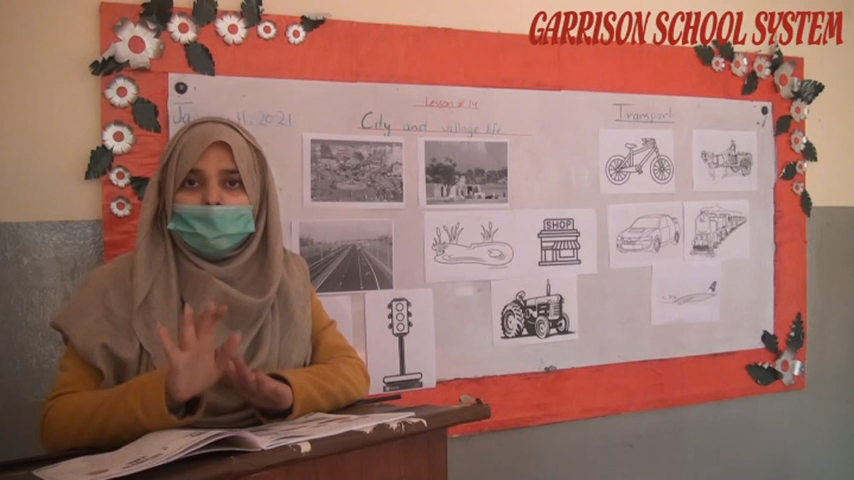 GARRISON SCHOOL SYSTEM
Lesson # 14
City and village life
Transport
SHOP